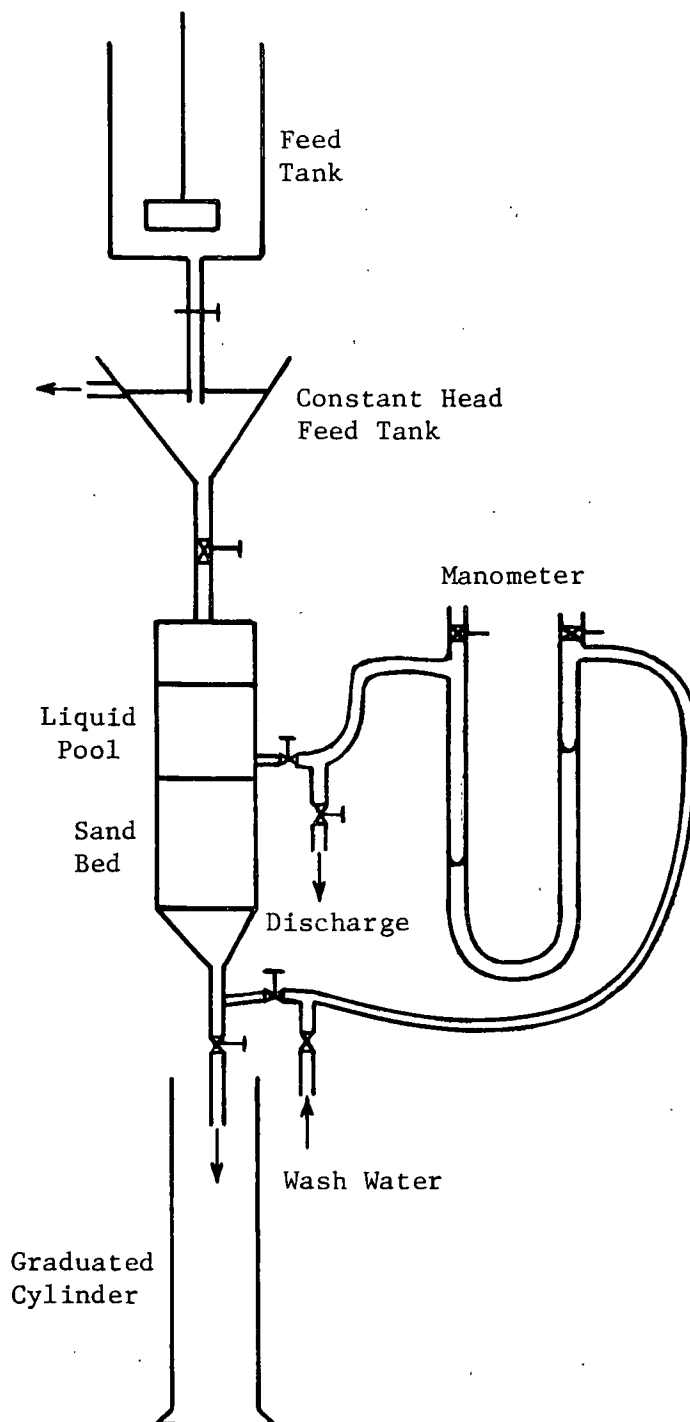 Feed
Tank
Constant Head
Feed Tank
Manometer
Liquid
Pool
Sand
Bed
Discharge
Wash Water
Graduated
Cylinder